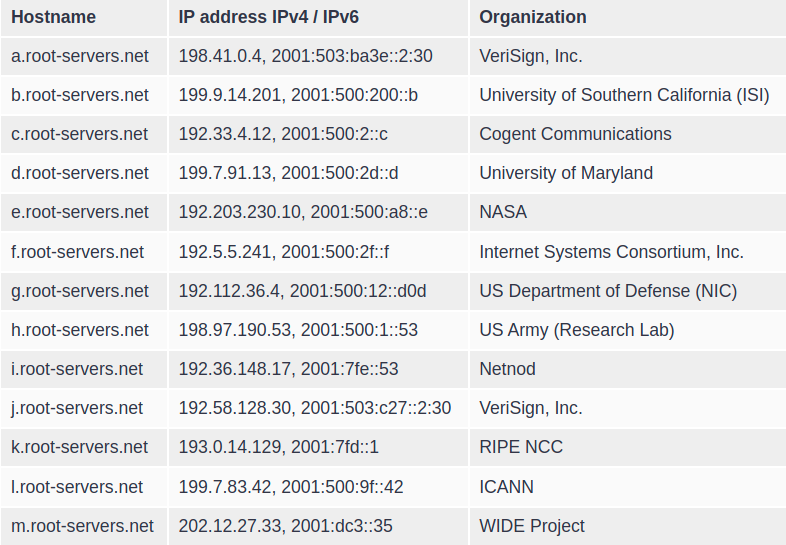 Hostname IP address IPv4 / IPv6 Organization
a.root-servers.net 198.41.0.4, 2001:503:ba3e::2:30 VeriSign, Inc.
b.root-servers.net 199.9.14.201, 2001:500:200::b University of Southern California (ISI)
c.root-servers.net 192.33.4.12, 2001:500:2::c Cogent Communications
d.root-servers.net 199.7.91.13, 2001:500:2d::d University of Maryland
e.root-servers.net 192.203.230.10, 2001:500:a8::e NASA
f.root-servers.net 192.5.5.241, 2001:500:2f::f Internet Systems Consortium, Inc.
g.root-servers.net 192.112.36.4, 2001:500:12::d0d US Department of Defense (NIC)
h.root-servers.net 198.97.190.53, 2001:500:1::53 US Army (Research Lab)
i.root-servers.net 192.36.148.17, 2001:7fe::53 Netnod
j.root-servers.net 192.58.128.30, 2001:503:c27::2:30 VeriSign, Inc.
k.root-servers.net 193.0.14.129, 2001:7fd::1 RIPE NCC
l.root-servers.net 199.7.83.42, 2001:500:9f::42 ICANN
m.root-servers.net 202.12.27.33, 2001:dc3::35 WIDE Project